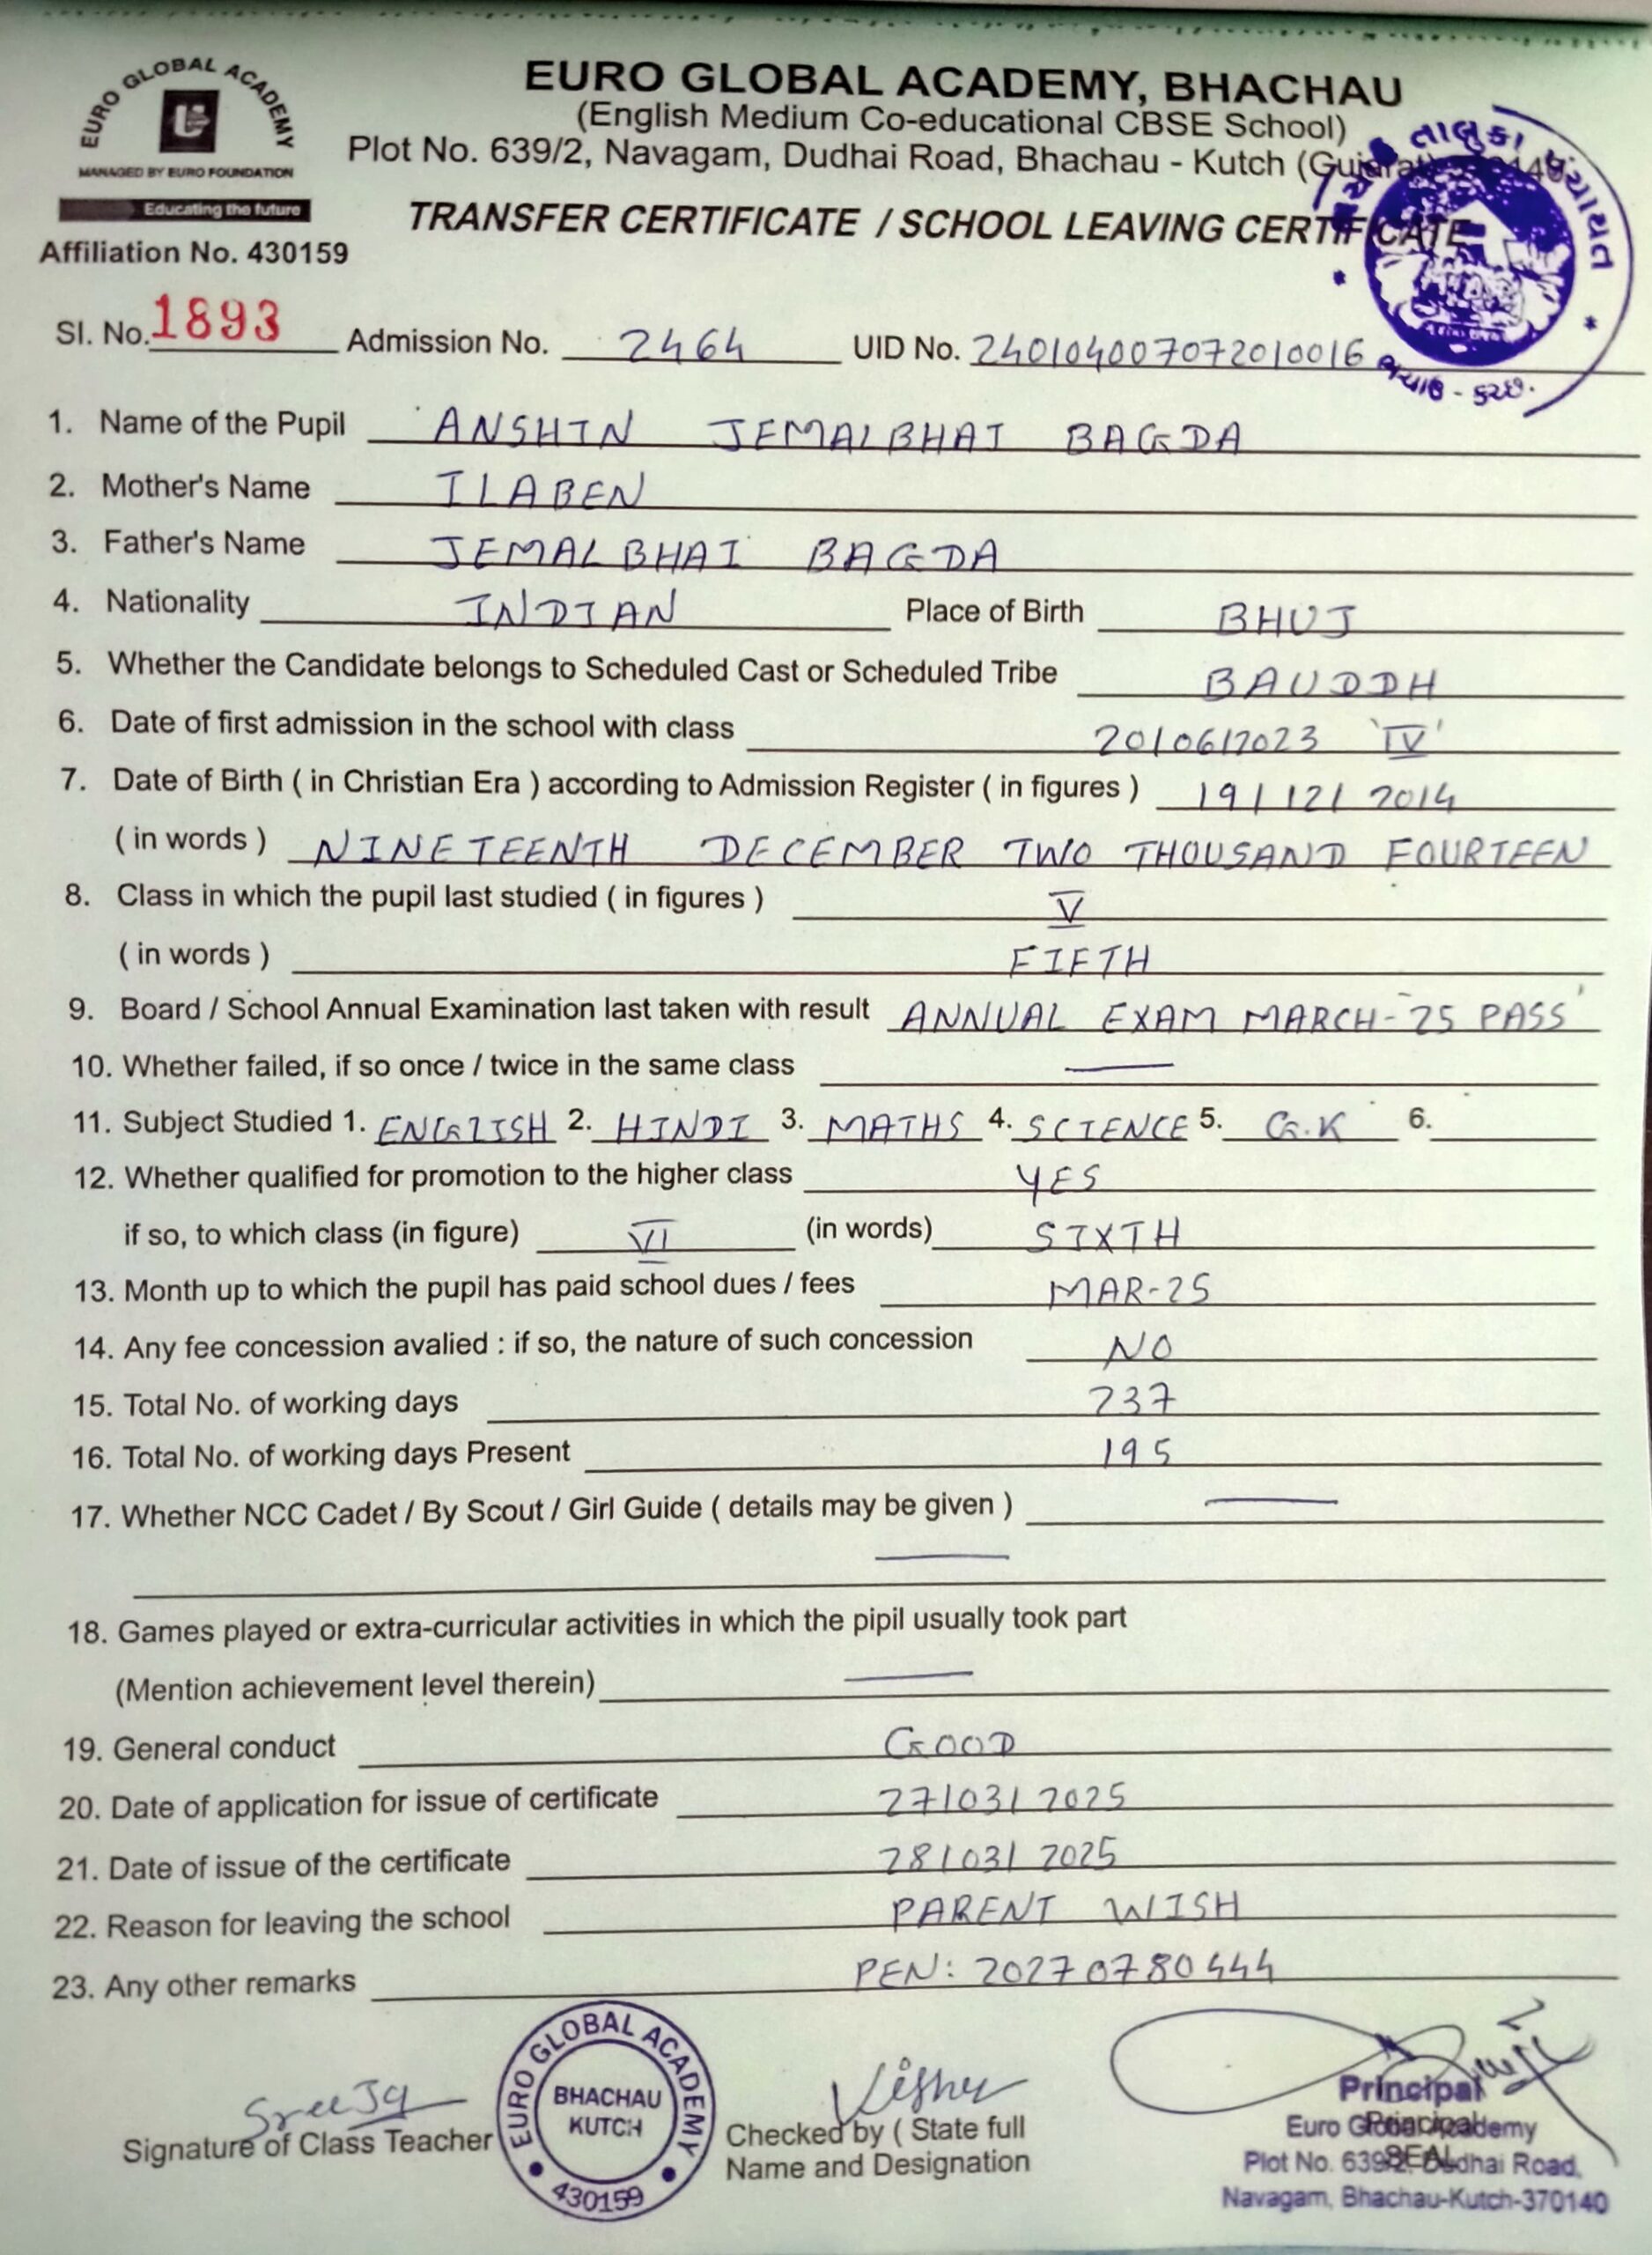 EURO GLOBAL ACADEMY
MANAGED BY EURO FOUNDATION
Educating the future
Affiliation No. 430159
EURO GLOBAL ACADEMY, BHACHAU
(English Medium Co-educational CBSE School)
Plot No. 639/2, Navagam, Dudhai Road, Bhachau - Kutch (Gujarat)
TRANSFER CERTIFICATE / SCHOOL LEAVING CERTIFICATE
તાલુકા પંચાયત
ભચાઉ - કચ્છ.
Sl. No. 1893 Admission No. 2464 UID No. 240104007072010016
1. Name of the Pupil ANSHIN JEMALBHAI BAGDA
2. Mother's Name ILABEN
3. Father's Name JEMALBHAI BAGDA
4. Nationality INDIAN Place of Birth BHUJ
5. Whether the Candidate belongs to Scheduled Cast or Scheduled Tribe BAUDDH
6. Date of first admission in the school with class 20/06/2023 'IV'
7. Date of Birth ( in Christian Era ) according to Admission Register ( in figures ) 19/12/2014
( in words ) NINETEENTH DECEMBER TWO THOUSAND FOURTEEN
8. Class in which the pupil last studied ( in figures ) V
( in words ) FIFTH
9. Board / School Annual Examination last taken with result ANNUAL EXAM MARCH-25 PASS
10. Whether failed, if so once / twice in the same class —
11. Subject Studied 1. ENGLISH 2. HINDI 3. MATHS 4. SCIENCE 5. G.K 6.
12. Whether qualified for promotion to the higher class YES
if so, to which class (in figure) VI (in words) SIXTH
13. Month up to which the pupil has paid school dues / fees MAR-25
14. Any fee concession avalied : if so, the nature of such concession NO
15. Total No. of working days 237
16. Total No. of working days Present 195
17. Whether NCC Cadet / By Scout / Girl Guide ( details may be given ) —
—
18. Games played or extra-curricular activities in which the pipil usually took part
(Mention achievement level therein) —
19. General conduct GOOD
20. Date of application for issue of certificate 27/03/2025
21. Date of issue of the certificate 28/03/2025
22. Reason for leaving the school PARENT WISH
23. Any other remarks PEN: 20270780444
Sreeja
Signature of Class Teacher
EURO GLOBAL ACADEMY
BHACHAU
KUTCH
430159
Checked by ( State full
Name and Designation
Principal
Euro Global Academy
Principal
SEAL
Plot No. 639/2, Dudhai Road,
Navagam, Bhachau-Kutch-370140